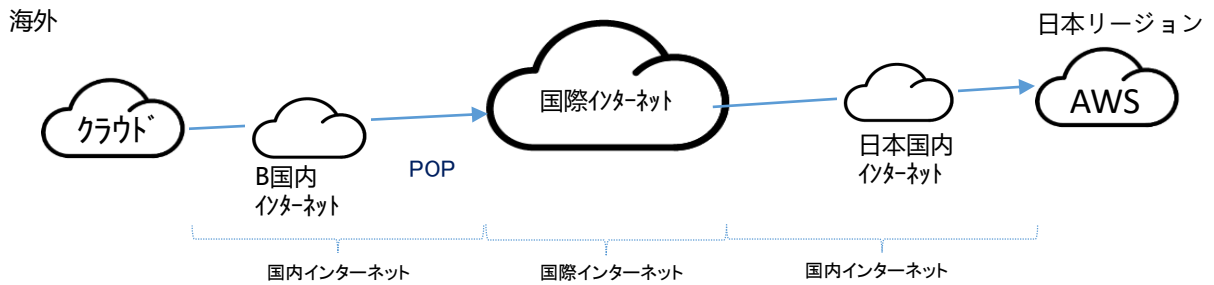 海外
日本リージョン
クラウド
国際インターネット
AWS
POP
B国内
インターネット
日本国内
インターネット
国内インターネット
国際インターネット
国内インターネット